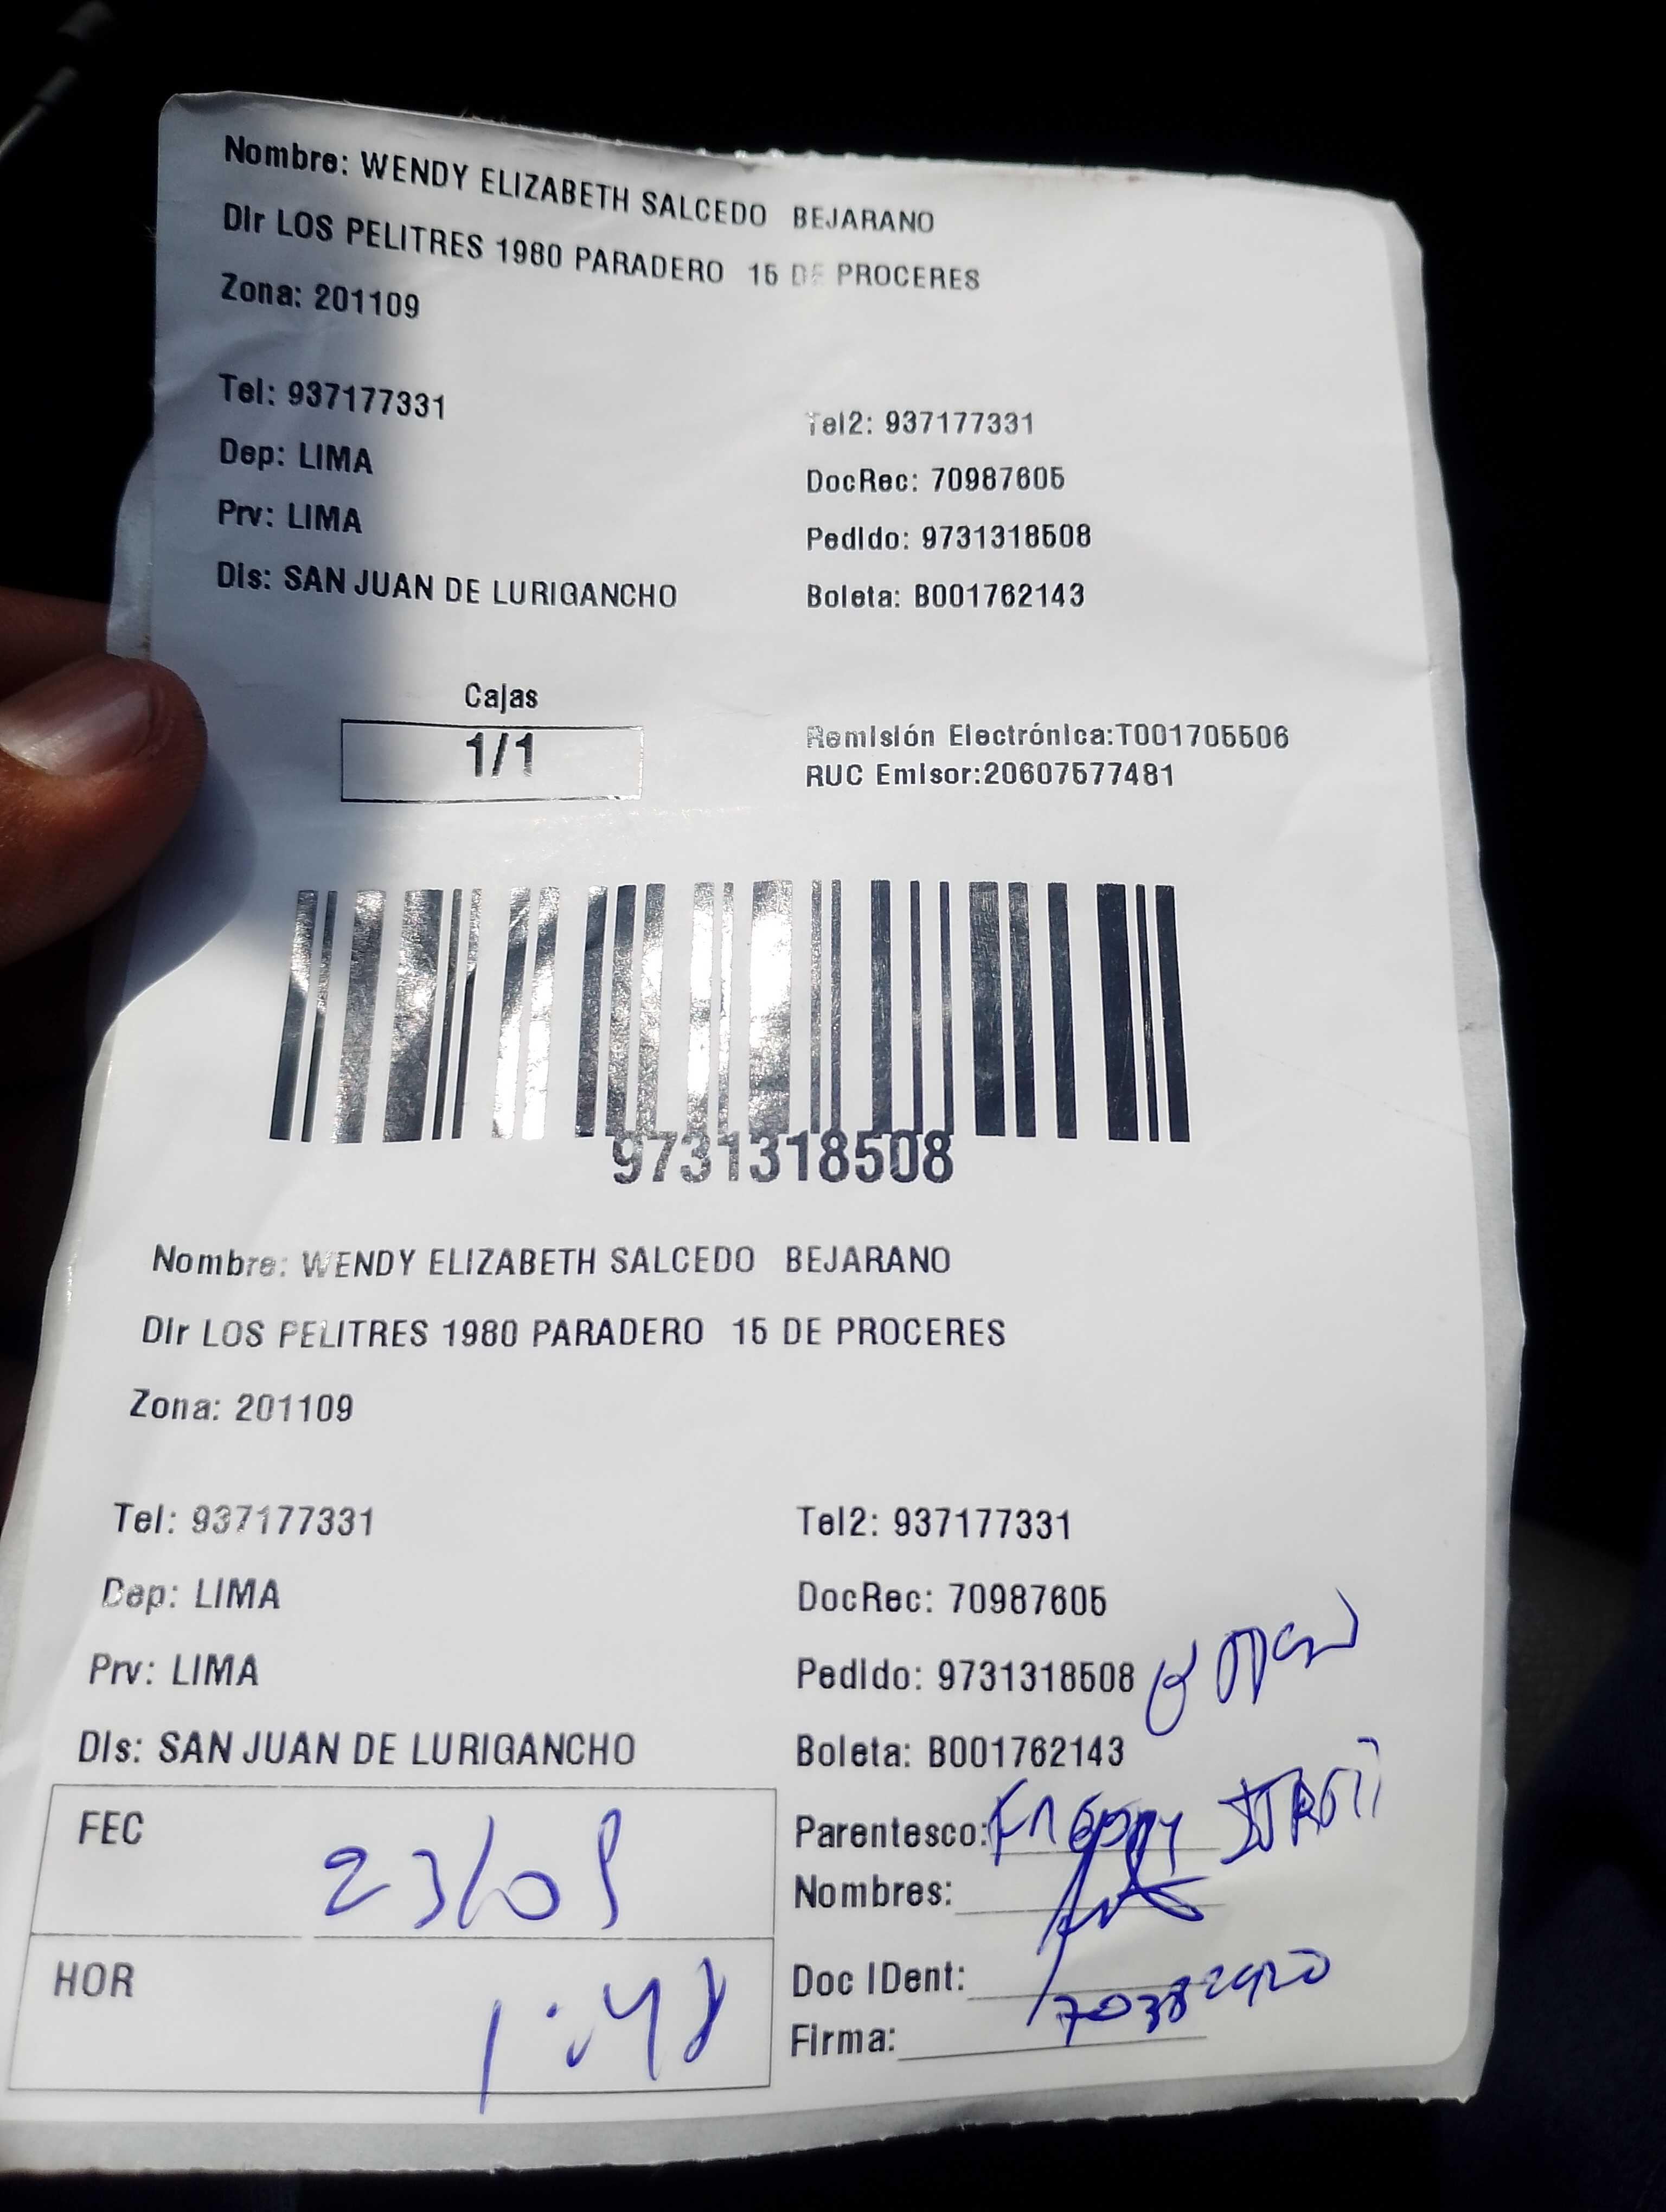 Nombre: WENDY ELIZABETH SALCEDO BEJARANO
Dir LOS PELITRES 1980 PARADERO 15 DE PROCERES
Zona: 201109
Tel: 937177331 Tel2: 937177331
Dep: LIMA DocRec: 70987605
Prv: LIMA Pedido: 9731318508
Dis: SAN JUAN DE LURIGANCHO Boleta: B001762143
Cajas
1/1
Remisión Electrónica:T001705506
RUC Emisor:20607577481
9731318508
Nombre: WENDY ELIZABETH SALCEDO BEJARANO
Dir LOS PELITRES 1980 PARADERO 15 DE PROCERES
Zona: 201109
Tel: 937177331 Tel2: 937177331
Dep: LIMA DocRec: 70987605
Prv: LIMA Pedido: 9731318508
Dis: SAN JUAN DE LURIGANCHO Boleta: B001762143
FEC 23/09
Parentesco: Freddy
Nombres:
HOR 1:48
Doc IDent: 70382920
Firma: